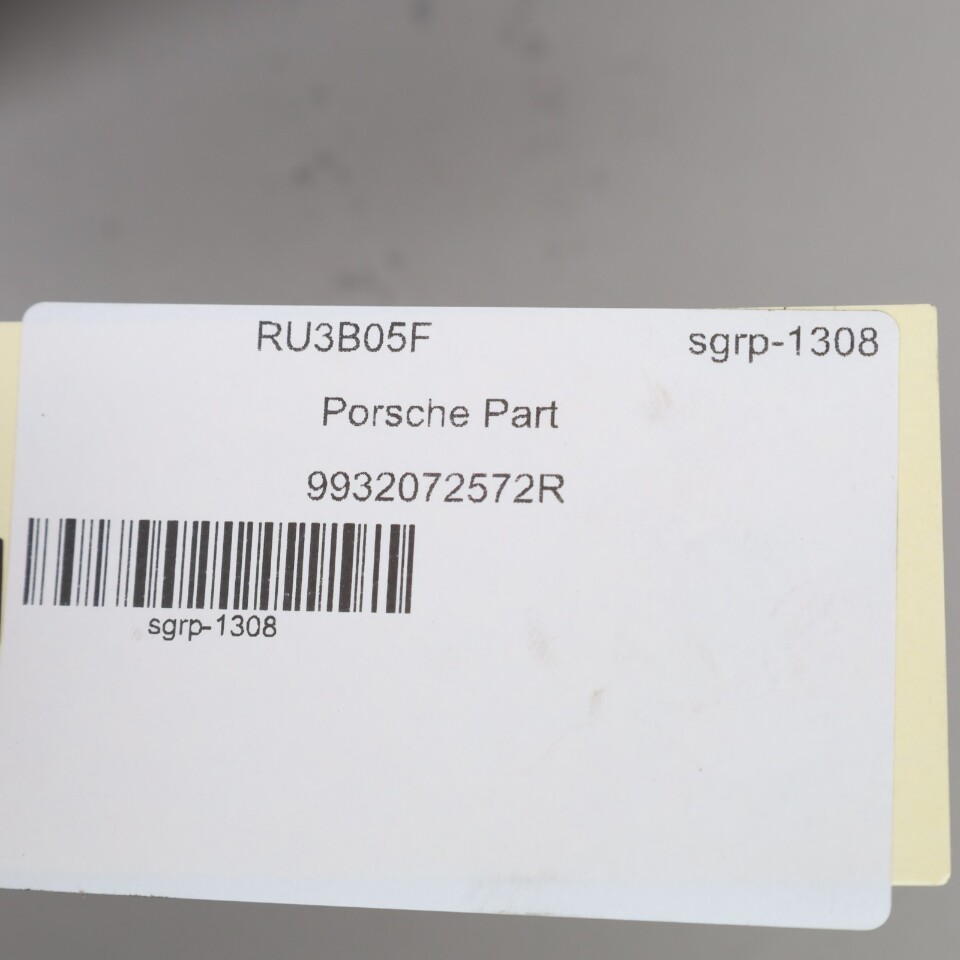 RU3B05F sgrp-1308
Porsche Part
9932072572R
sgrp-1308